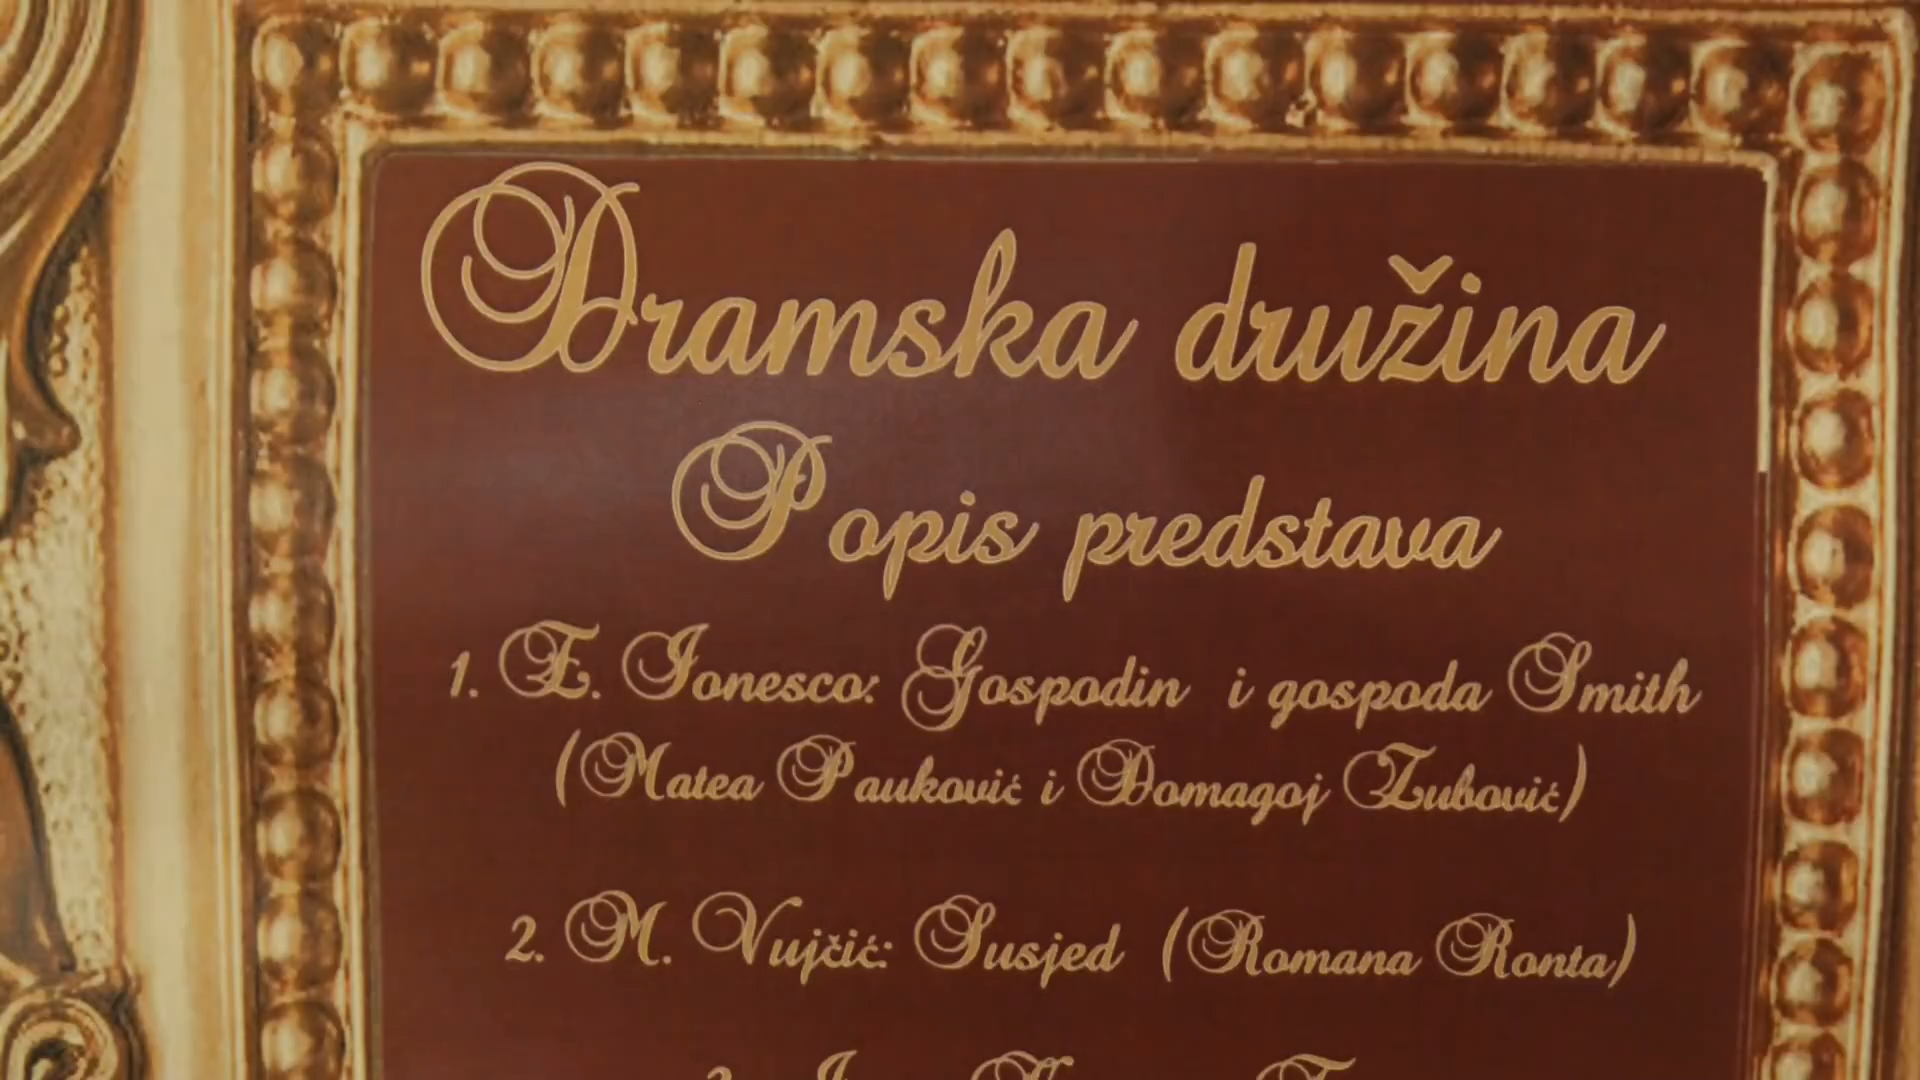 Dramska družina
Popis predstava
1. E. Ionesco: Gospodin i gospoda Smith
(Matea Pauković i Domagoj Zubović)
2. M. Vujčić: Susjed (Romana Ronta)